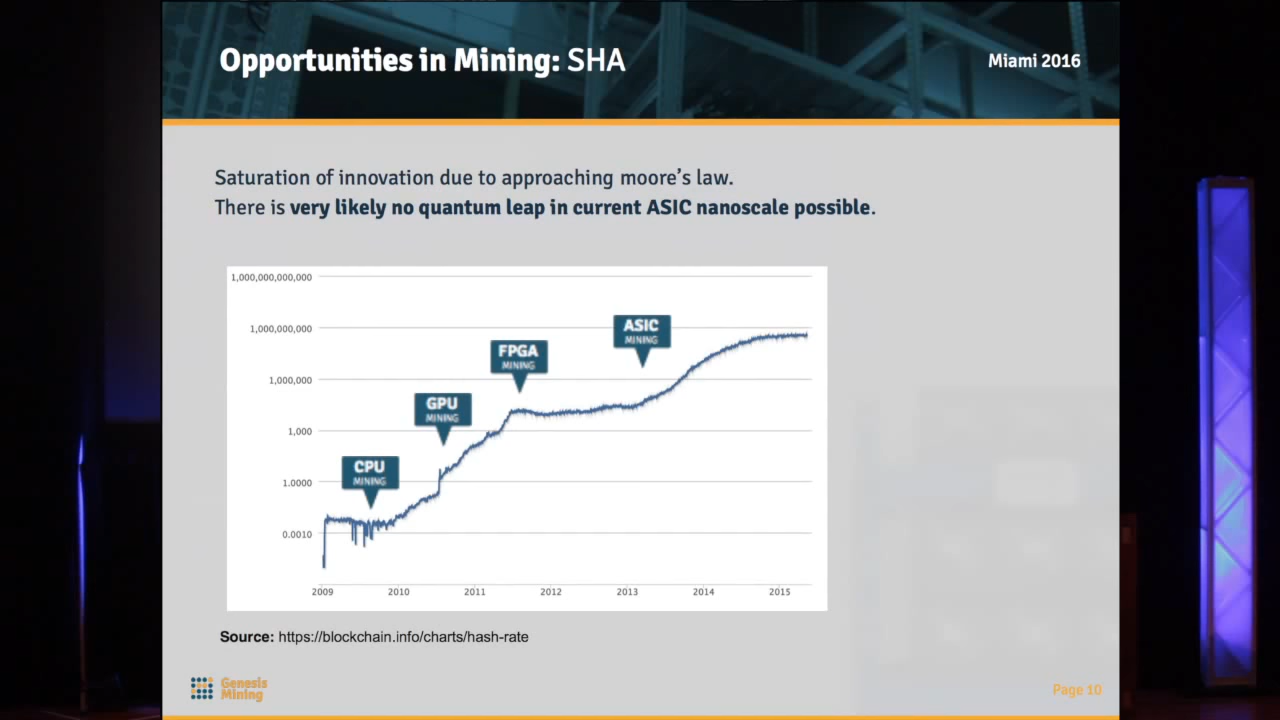 Opportunities in Mining: SHA
Miami 2016
Saturation of innovation due to approaching moore's law.
There is very likely no quantum leap in current ASIC nanoscale possible.
1,000,000,000,000
1,000,000,000
1,000,000
1,000
1.0000
0.0010
CPU
MINING
GPU
MINING
FPGA
MINING
ASIC
MINING
2009 2010 2011 2012 2013 2014 2015
Source: https://blockchain.info/charts/hash-rate
Genesis
Mining
Page 10